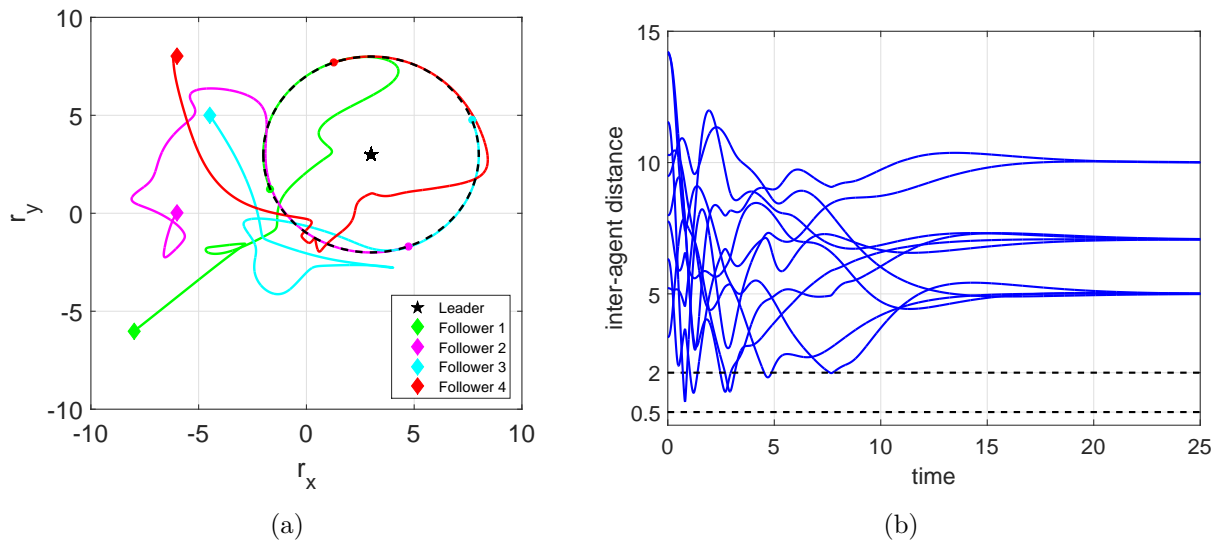 10
5
0
-5
-10
r_y
-10
-5
0
5
10
r_x
Leader
Follower 1
Follower 2
Follower 3
Follower 4
(a)
15
10
5
2
0.5
inter-agent distance
0
5
10
15
20
25
time
(b)